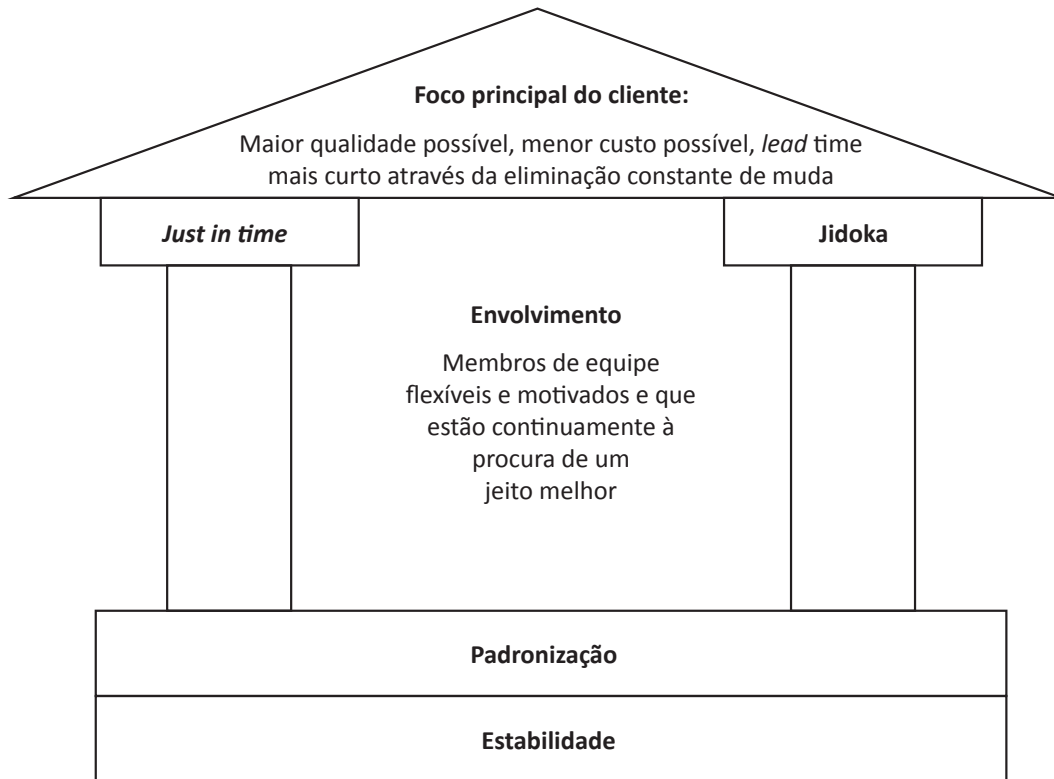 Foco principal do cliente:
Maior qualidade possível, menor custo possível, lead time
mais curto através da eliminação constante de muda
Just in time
Jidoka
Envolvimento
Membros de equipe
flexíveis e motivados e que
estão continuamente à
procura de um
jeito melhor
Padronização
Estabilidade